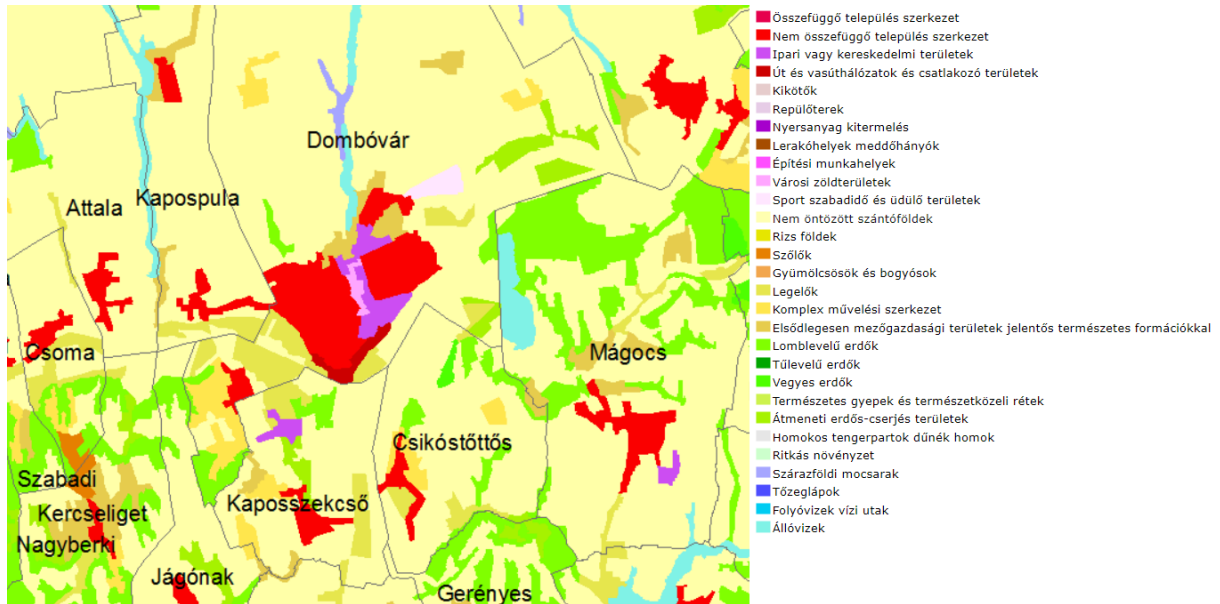 Dombóvár
Kapospula
Attala
Csoma
Mágocs
Csikóstőttős
Szabadi
Kaposszekcső
Kercseliget
Nagyberki
Jágónak
Gerényes
Összefüggő település szerkezet
Nem összefüggő település szerkezet
Ipari vagy kereskedelmi területek
Út és vasúthálózatok és csatlakozó területek
Kikötők
Repülőterek
Nyersanyag kitermelés
Lerakóhelyek meddőhányók
Építési munkahelyek
Városi zöldterületek
Sport szabadidő és üdülő területek
Nem öntözött szántóföldek
Rizs földek
Szőlők
Gyümölcsösök és bogyósok
Legelők
Komplex művelési szerkezet
Elsődlegesen mezőgazdasági területek jelentős természetes formációkkal
Lomblevelű erdők
Tűlevelű erdők
Vegyes erdők
Természetes gyepek és természetközeli rétek
Átmeneti erdős-cserjés területek
Homokos tengerpartok dűnék homok
Ritkás növényzet
Szárazföldi mocsarak
Tőzeglápok
Folyóvizek vízi utak
Állóvizek